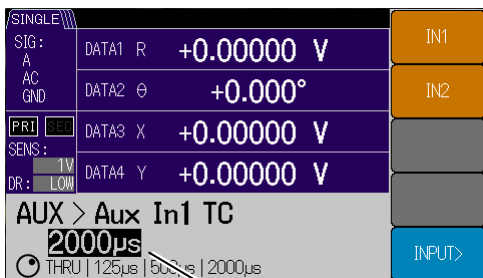 SINGLE
SIG:
A
AC
GND
PRI SEC
SENS:
1V
DR: LOW
DATA1 R +0.00000 V
DATA2 θ +0.000°
DATA3 X +0.00000 V
DATA4 Y +0.00000 V
AUX > Aux In1 TC
2000µs
THRU | 125µs | 500µs | 2000µs
IN1
IN2
INPUT>